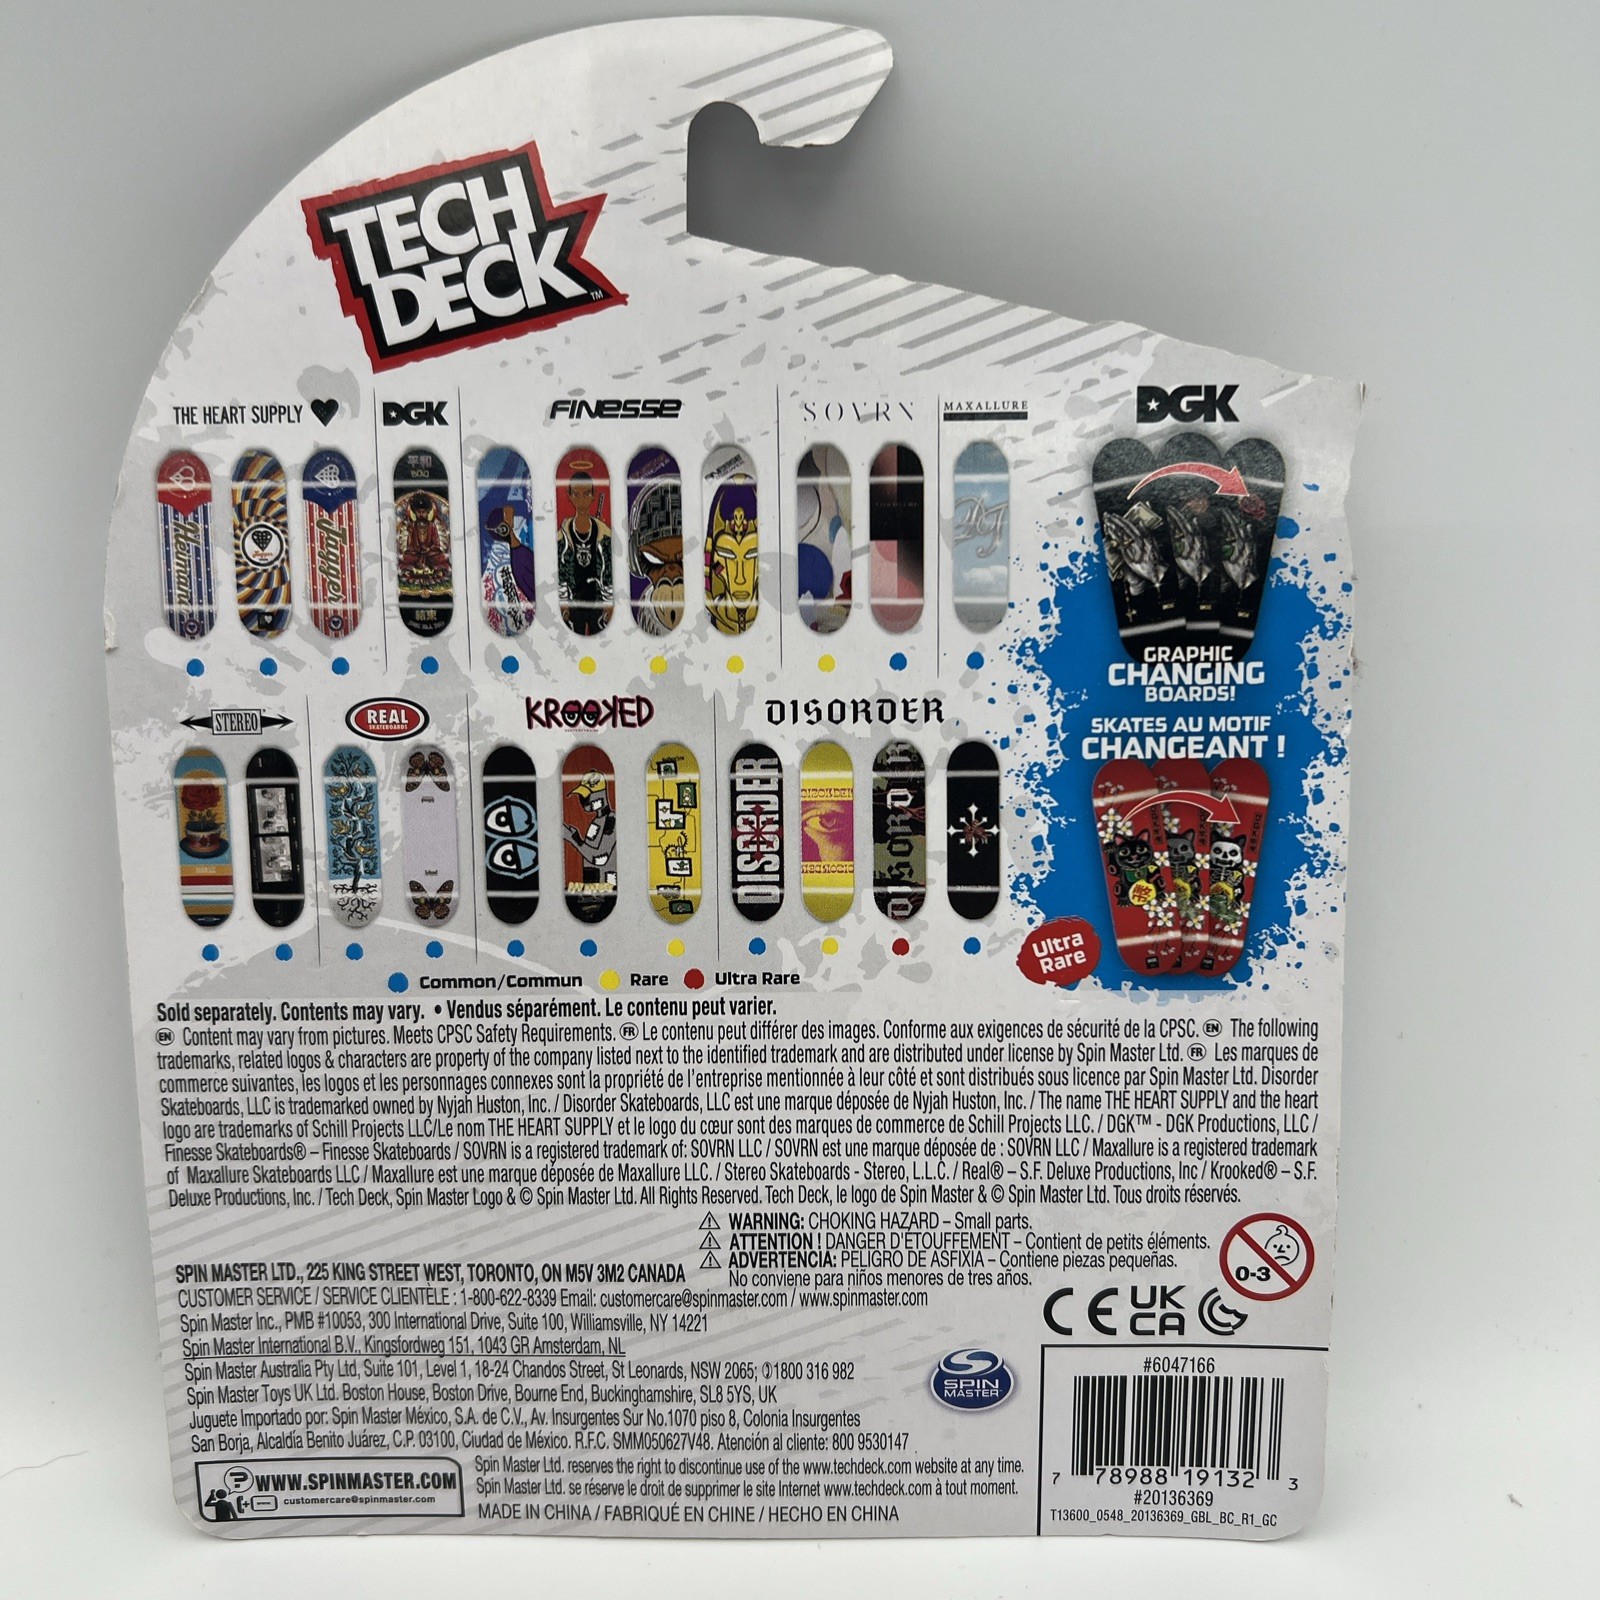 TECH
DECK™
THE HEART SUPPLY
DGK
FINESSE
SOVRN
MAXALLURE
DGK
Heimana
Jagger
平和
結束
GRAPHIC
CHANGING
BOARDS!
SKATES AU MOTIF
CHANGEANT !
STEREO
REAL
SKATEBOARDS
KROOKED
DISORDER
DISORDER
DISORDER
DISORDER
Ultra
Rare
Common/Commun
Rare
Ultra Rare
Sold separately. Contents may vary. • Vendus séparément. Le contenu peut varier.
EN Content may vary from pictures. Meets CPSC Safety Requirements. FR Le contenu peut différer des images. Conforme aux exigences de sécurité de la CPSC. EN The following
trademarks, related logos & characters are property of the company listed next to the identified trademark and are distributed under license by Spin Master Ltd. FR Les marques de
commerce suivantes, les logos et les personnages connexes sont la propriété de l'entreprise mentionnée à leur côté et sont distribués sous licence par Spin Master Ltd. Disorder
Skateboards, LLC is trademarked owned by Nyjah Huston, Inc. / Disorder Skateboards, LLC est une marque déposée de Nyjah Huston, Inc. / The name THE HEART SUPPLY and the heart
logo are trademarks of Schill Projects LLC/Le nom THE HEART SUPPLY et le logo du cœur sont des marques de commerce de Schill Projects LLC. / DGK™ - DGK Productions, LLC /
Finesse Skateboards® – Finesse Skateboards / SOVRN is a registered trademark of: SOVRN LLC / SOVRN est une marque déposée de : SOVRN LLC / Maxallure is a registered trademark
of Maxallure Skateboards LLC / Maxallure est une marque déposée de Maxallure LLC. / Stereo Skateboards - Stereo, L.L.C. / Real® – S.F. Deluxe Productions, Inc / Krooked® – S.F.
Deluxe Productions, Inc. / Tech Deck, Spin Master Logo & © Spin Master Ltd. All Rights Reserved. Tech Deck, le logo de Spin Master & © Spin Master Ltd. Tous droits réservés.
WARNING: CHOKING HAZARD – Small parts.
ATTENTION ! DANGER D'ÉTOUFFEMENT – Contient de petits éléments.
ADVERTENCIA: PELIGRO DE ASFIXIA – Contiene piezas pequeñas.
No conviene para niños menores de tres años.
0-3
SPIN MASTER LTD., 225 KING STREET WEST, TORONTO, ON M5V 3M2 CANADA
CUSTOMER SERVICE / SERVICE CLIENTÈLE : 1-800-622-8339 Email: customercare@spinmaster.com / www.spinmaster.com
Spin Master Inc., PMB #10053, 300 International Drive, Suite 100, Williamsville, NY 14221
Spin Master International B.V., Kingsfordweg 151, 1043 GR Amsterdam, NL
Spin Master Australia Pty Ltd, Suite 101, Level 1, 18-24 Chandos Street, St Leonards, NSW 2065; 1800 316 982
Spin Master Toys UK Ltd. Boston House, Boston Drive, Bourne End, Buckinghamshire, SL8 5YS, UK
Juguete Importado por: Spin Master México, S.A. de C.V., Av. Insurgentes Sur No.1070 piso 8, Colonia Insurgentes
San Borja, Alcaldía Benito Juárez, C.P. 03100, Ciudad de México. R.F.C. SMM050627V48. Atención al cliente: 800 9530147
CE
UK
CA
SPIN
MASTER
WWW.SPINMASTER.COM
customercare@spinmaster.com
Spin Master Ltd. reserves the right to discontinue use of the www.techdeck.com website at any time.
Spin Master Ltd. se réserve le droit de supprimer le site Internet www.techdeck.com à tout moment.
MADE IN CHINA / FABRIQUÉ EN CHINE / HECHO EN CHINA
#6047166
7 78988 19132 3
#20136369
T13600_0548_20136369_GBL_BC_R1_GC